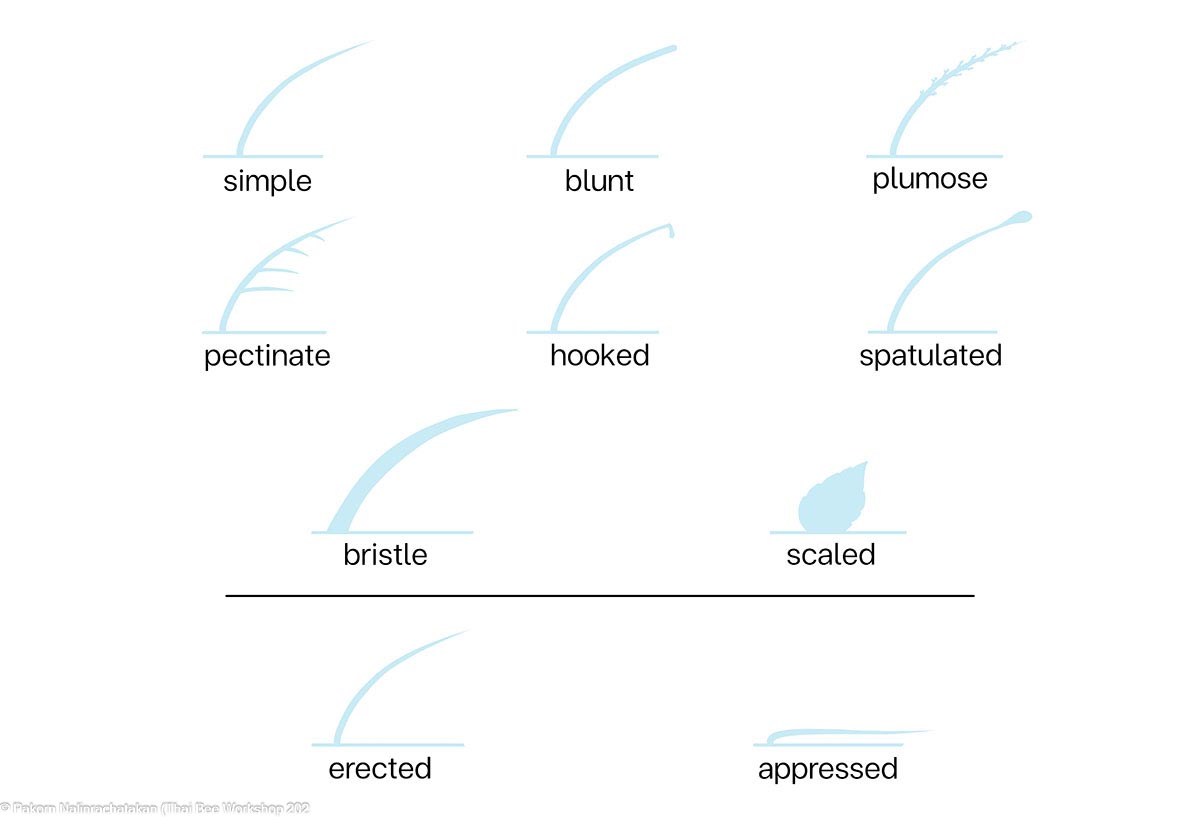 simple blunt plumose
pectinate hooked spatulated
bristle scaled
erected appressed
© Pakorn Nalinrachatakan (Thai Bee Workshop 202